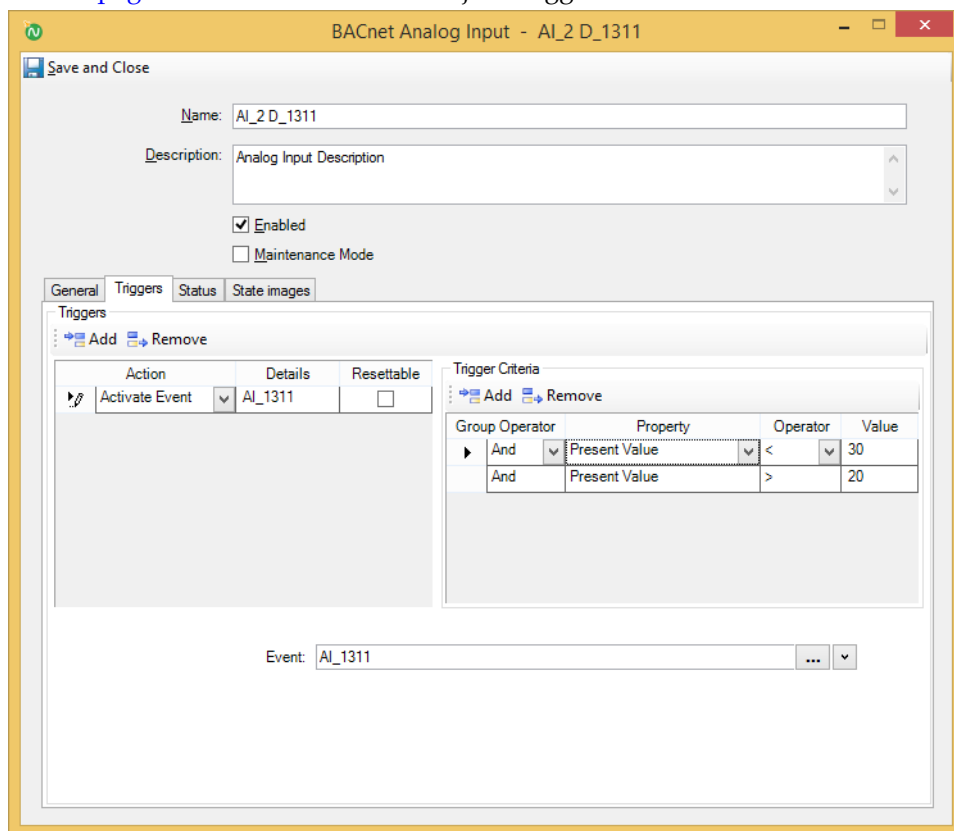 BACnet Analog Input - AI_2 D_1311
Save and Close
Name: AI_2 D_1311
Description: Analog Input Description
Enabled
Maintenance Mode
General Triggers Status State images
Triggers
Add Remove
Action Details Resettable
Activate Event AI_1311
Trigger Criteria
Add Remove
Group Operator Property Operator Value
And Present Value < 30
And Present Value > 20
Event: AI_1311 ...